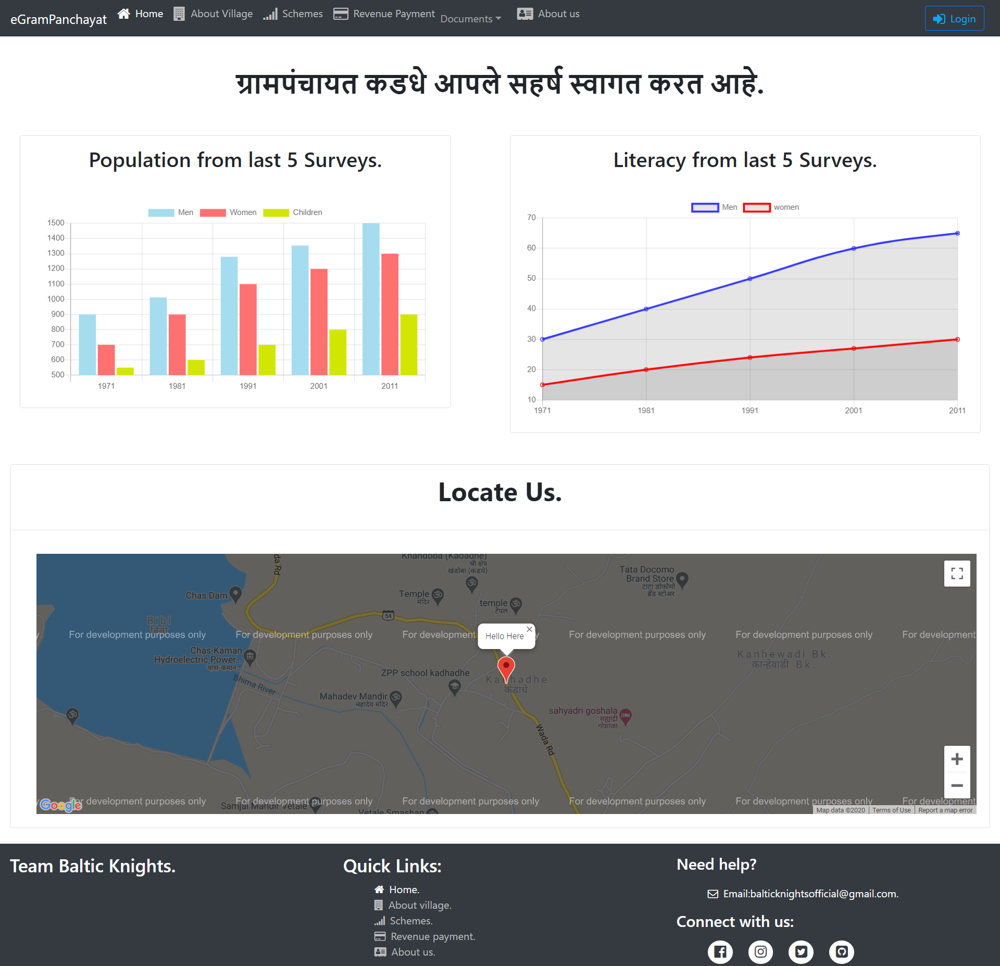 eGramPanchayat
Home
About Village
Schemes
Revenue Payment
Documents
About us
Login
ग्रामपंचायत कडधे आपले सहर्ष स्वागत करत आहे.
Population from last 5 Surveys.
Men
Women
Children
1500
1400
1300
1200
1100
1000
900
800
700
600
500
1971
1981
1991
2001
2011
Literacy from last 5 Surveys.
Men
women
70
60
50
40
30
20
10
1971
1981
1991
2001
2011
Locate Us.
da Rd
Khandoba (Kadadhe)
श्री क्षेत्र
खंडोबा (कडधे)
Tata Docomo
Brand Store
टाटा डोकोमो
ब्रँड स्टोअर
Chas Dam
Temple
मंदिर
temple
टेंपल
54
Bibi
बिबी
For development purposes only
For development purposes only
For development
Hello Here
For development purposes only
For development purposes only
For development
Chas-Kaman
Hydroelectric Power...
चास-कमान...
Kanhewadi Bk.
कान्हेवाडी Bk.
ZPP school kadhadhe
Bhima River
Mahadev Mandir
महादेव मंदिर
कडाधे
sahyadri goshala
सह्याद्री
गोशाळा
Wada Rd
Google
For development purposes only
For development purposes only
For development purposes only
For development purposes only
For development purposes only
For development
Samjai Mandir Vetale
Vetale Smashan
Map data ©2020
Terms of Use
Report a map error
Team Baltic Knights.
Quick Links:
Home.
About village.
Schemes.
Revenue payment.
About us.
Need help?
Email:balticknightsofficial@gmail.com.
Connect with us: